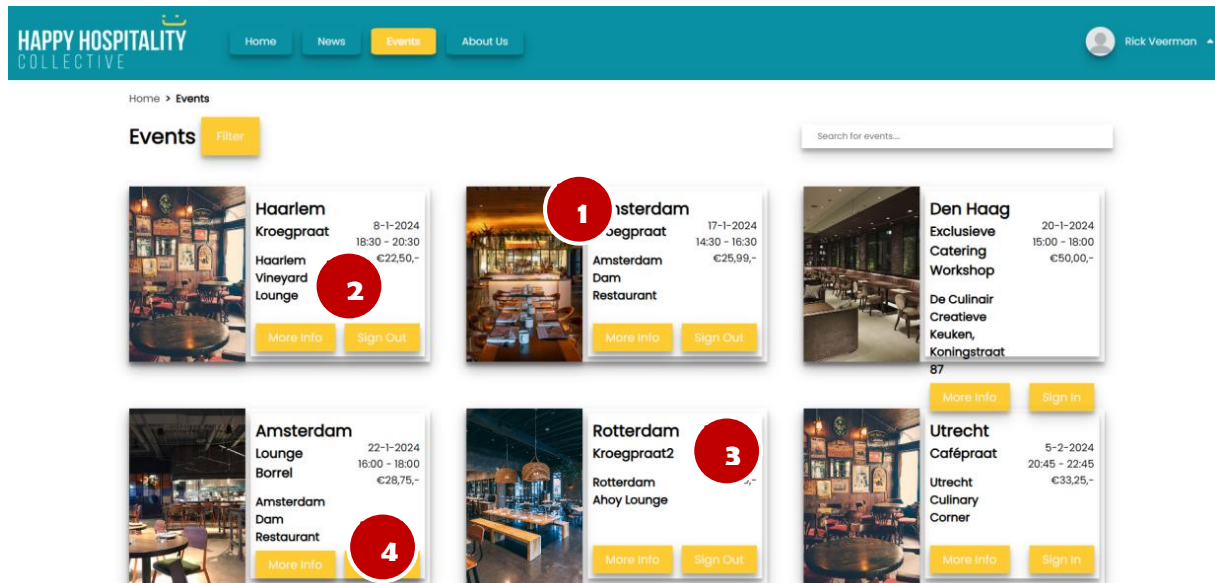 HAPPY HOSPITALITY
COLLECTIVE
Home
News
Events
About Us
Rick Veerman
Home > Events
Events
Filter
Search for events...
Haarlem
Kroegpraat
8-1-2024
18:30 - 20:30
€22,50,-
Haarlem
Vineyard
Lounge
2
More Info
Sign Out
1
17-1-2024
14:30 - 16:30
€25,99,-
Amsterdam
Dam
Restaurant
More Info
Sign Out
Den Haag
Exclusieve
Catering
Workshop
20-1-2024
15:00 - 18:00
€50,00,-
De Culinair
Creatieve
Keuken,
Koningstraat
87
More Info
Sign In
Amsterdam
Lounge
Borrel
22-1-2024
16:00 - 18:00
€28,75,-
Amsterdam
Dam
Restaurant
More Info
4
Rotterdam
Kroegpraat2
3
Rotterdam
Ahoy Lounge
More Info
Sign Out
Utrecht
Cafépraat
5-2-2024
20:45 - 22:45
€33,25,-
Utrecht
Culinary
Corner
More Info
Sign In